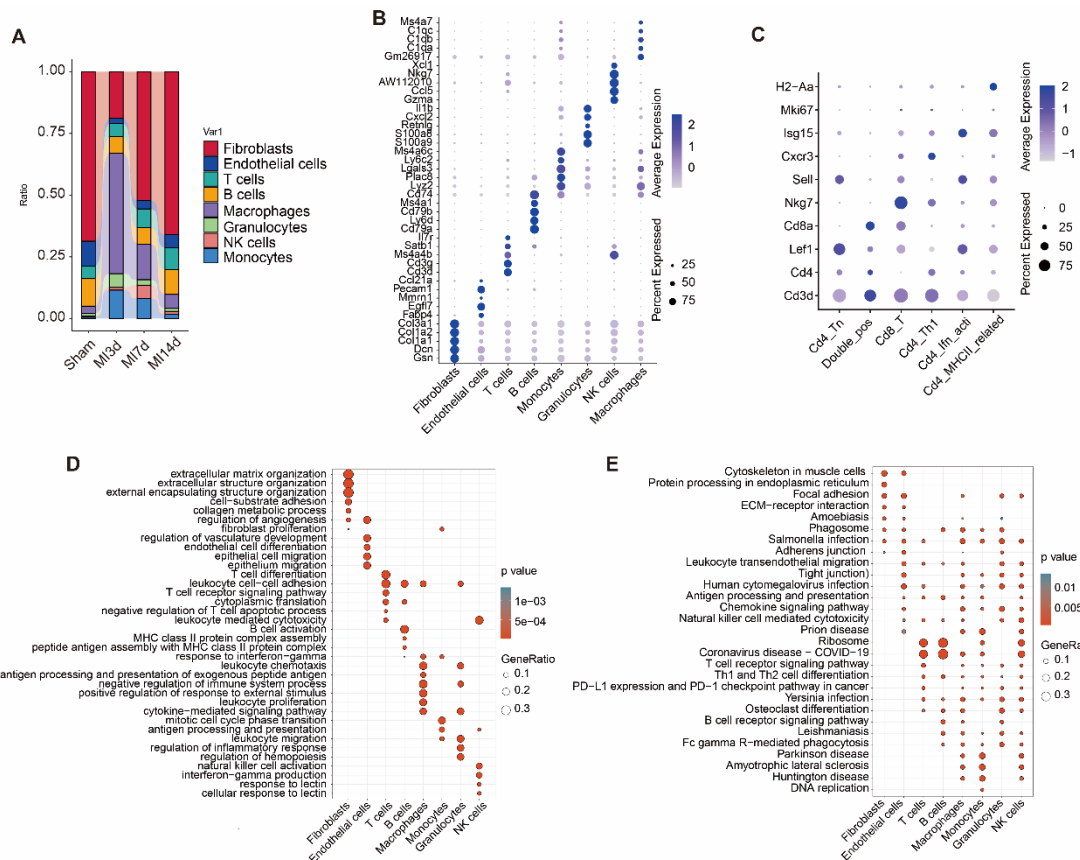 A
1.00
0.75
0.50
0.25
0.00
Ratio
Sham
MI3d
MI7d
MI14d
Var1
Fibroblasts
Endothelial cells
T cells
B cells
Macrophages
Granulocytes
NK cells
Monocytes
B
Ms4a7
C1qc
C1qb
C1qa
Gm26917
Xcl1
Nkg7
AW112010
Ccl5
Gzma
Il1b
Cxcl2
Retnlg
S100a8
S100a9
Ms4a6c
Ly6c2
Lgals3
Plac8
Lyz2
Cd74
Ms4a1
Cd79b
Ly6d
Cd79a
Il7r
Satb1
Ms4a4b
Cd3g
Cd3d
Ccl21a
Pecam1
Mmrn1
Egfl7
Fabp4
Col3a1
Col1a2
Col1a1
Dcn
Gsn
Fibroblasts
Endothelial cells
T cells
B cells
Monocytes
Granulocytes
NK cells
Macrophages
Average Expression
2
1
0
Percent Expressed
25
50
75
C
H2-Aa
Mki67
Isg15
Cxcr3
Sell
Nkg7
Cd8a
Lef1
Cd4
Cd3d
Cd4_Tn
Double_pos
Cd8_T
Cd4_Th1
Cd4_Ifn_acti
Cd4_MHCII_related
Average Expression
2
1
0
−1
Percent Expressed
0
25
50
75
D
extracellular matrix organization
extracellular structure organization
external encapsulating structure organization
cell−substrate adhesion
collagen metabolic process
regulation of angiogenesis
fibroblast proliferation
regulation of vasculature development
endothelial cell differentiation
epithelial cell migration
epithelium migration
T cell differentiation
leukocyte cell−cell adhesion
T cell receptor signaling pathway
cytoplasmic translation
negative regulation of T cell apoptotic process
leukocyte mediated cytotoxicity
B cell activation
MHC class II protein complex assembly
peptide antigen assembly with MHC class II protein complex
response to interferon−gamma
leukocyte chemotaxis
antigen processing and presentation of exogenous peptide antigen
negative regulation of immune system process
positive regulation of response to external stimulus
leukocyte proliferation
cytokine−mediated signaling pathway
mitotic cell cycle phase transition
antigen processing and presentation
leukocyte migration
regulation of inflammatory response
regulation of hemopoiesis
natural killer cell activation
interferon−gamma production
response to lectin
cellular response to lectin
Fibroblasts
Endothelial cells
T cells
B cells
Macrophages
Monocytes
Granulocytes
NK cells
p value
1e−03
5e−04
GeneRatio
0.1
0.2
0.3
E
Cytoskeleton in muscle cells
Protein processing in endoplasmic reticulum
Focal adhesion
ECM−receptor interaction
Amoebiasis
Phagosome
Salmonella infection
Adherens junction
Leukocyte transendothelial migration
Tight junction)
Human cytomegalovirus infection
Antigen processing and presentation
Chemokine signaling pathway
Natural killer cell mediated cytotoxicity
Prion disease
Ribosome
Coronavirus disease − COVID−19
T cell receptor signaling pathway
Th1 and Th2 cell differentiation
PD−L1 expression and PD−1 checkpoint pathway in cancer
Yersinia infection
Osteoclast differentiation
B cell receptor signaling pathway
Leishmaniasis
Fc gamma R−mediated phagocytosis
Parkinson disease
Amyotrophic lateral sclerosis
Huntington disease
DNA replication
Fibroblasts
Endothelial cells
T cells
B cells
Macrophages
Monocytes
Granulocytes
NK cells
p value
0.010
0.005
GeneRa
0.1
0.2
0.3